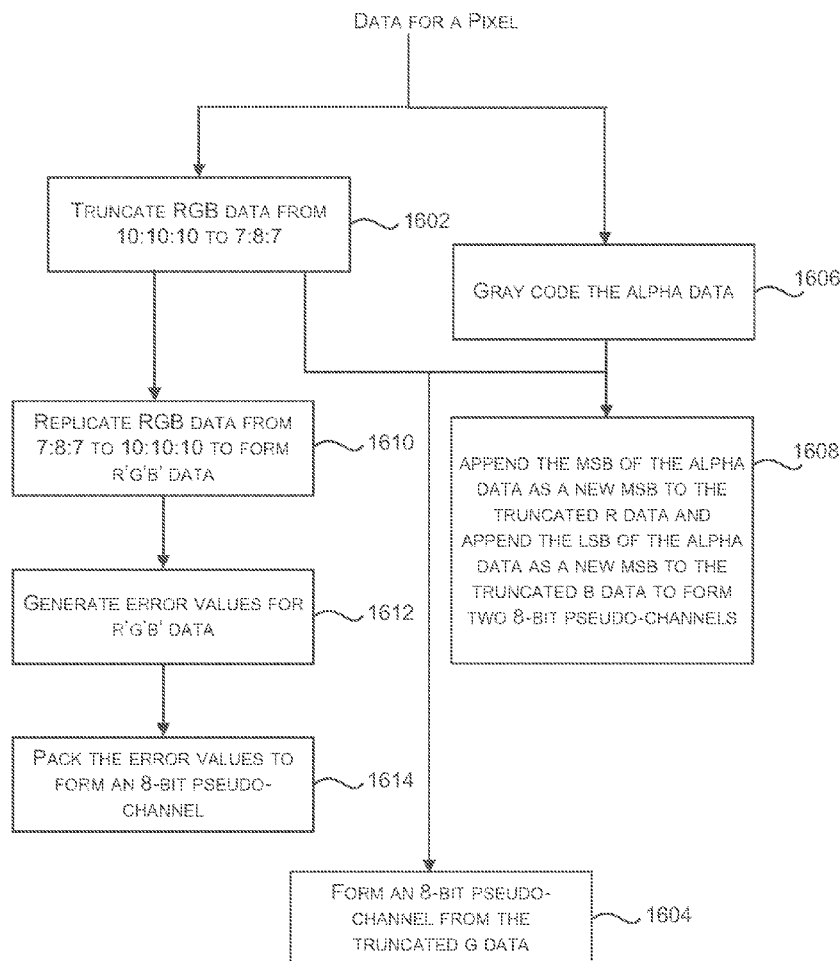 DATA FOR A PIXEL
TRUNCATE RGB DATA FROM
10:10:10 TO 7:8:7
1602
GRAY CODE THE ALPHA DATA
1606
REPLICATE RGB DATA FROM
7:8:7 TO 10:10:10 TO FORM
R'G'B' DATA
1610
APPEND THE MSB OF THE ALPHA
DATA AS A NEW MSB TO THE
TRUNCATED R DATA AND
APPEND THE LSB OF THE ALPHA
DATA AS A NEW MSB TO THE
TRUNCATED B DATA TO FORM
TWO 8-BIT PSEUDO-CHANNELS
1608
GENERATE ERROR VALUES FOR
R'G'B' DATA
1612
PACK THE ERROR VALUES TO
FORM AN 8-BIT PSEUDO-
CHANNEL
1614
FORM AN 8-BIT PSEUDO-
CHANNEL FROM THE
TRUNCATED G DATA
1604